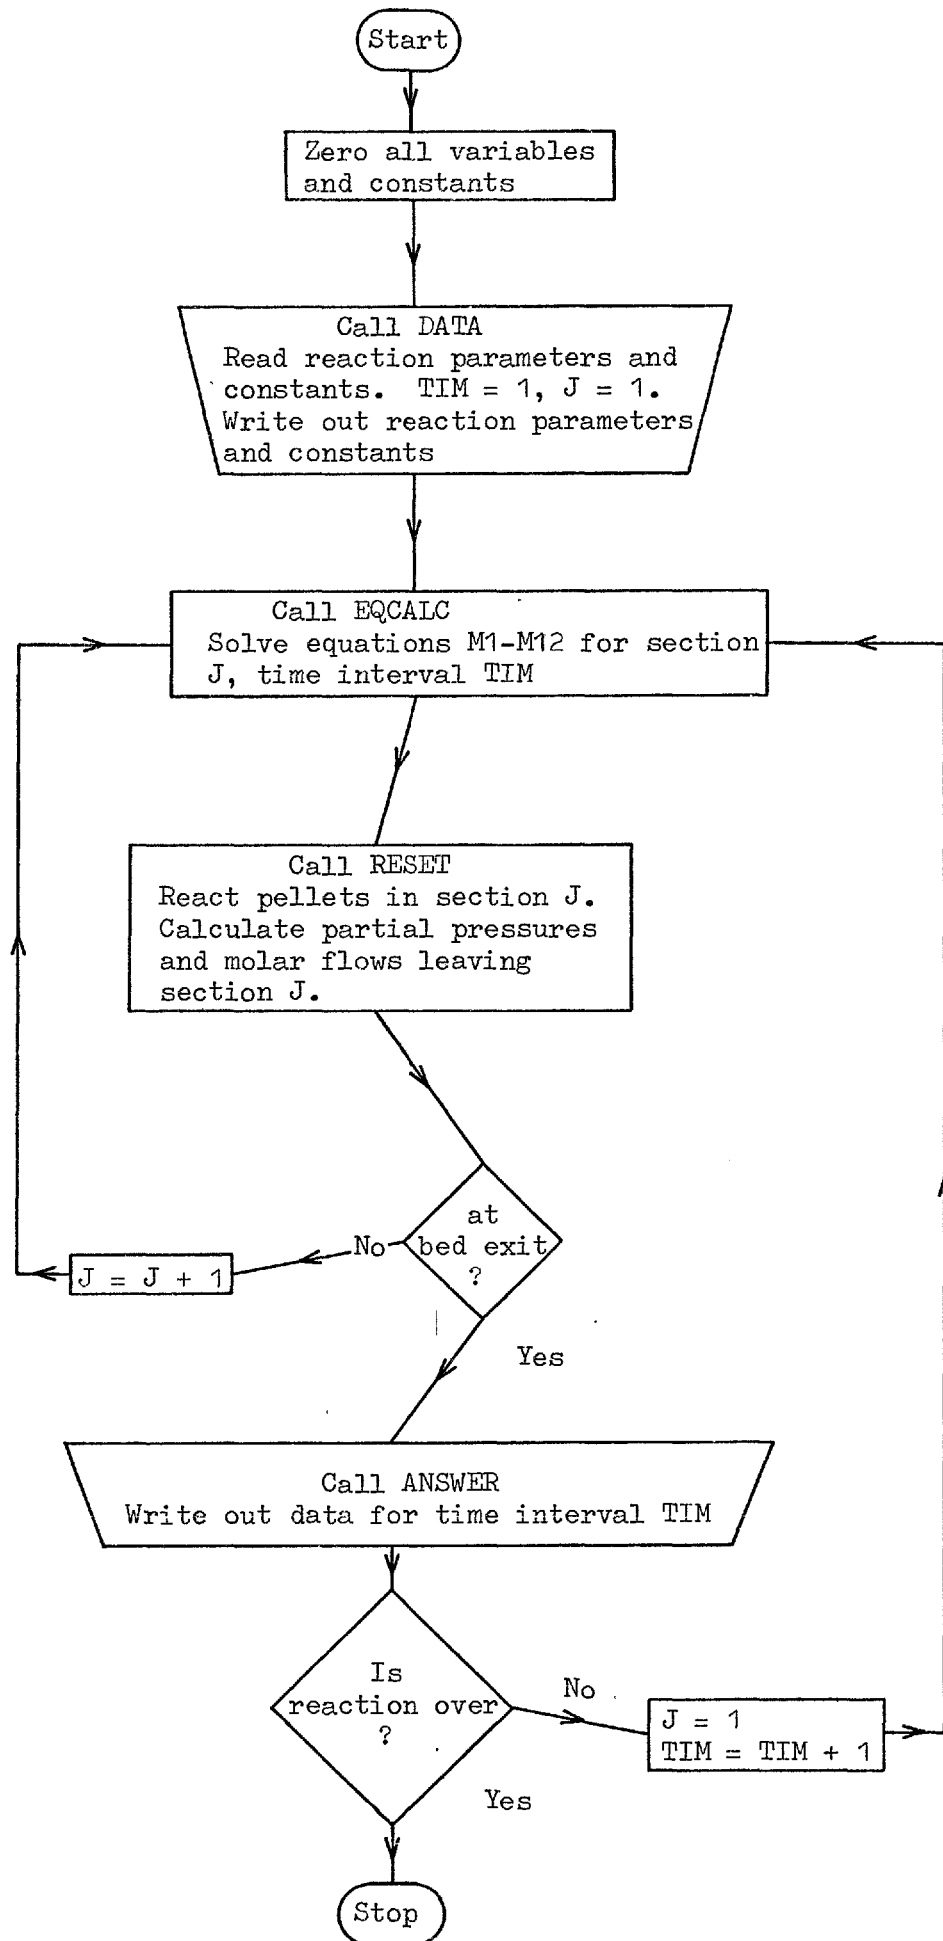 Start
Zero all variables
and constants
Call DATA
Read reaction parameters and
constants. TIM = 1, J = 1.
Write out reaction parameters
and constants
Call EQCALC
Solve equations M1-M12 for section
J, time interval TIM
Call RESET
React pellets in section J.
Calculate partial pressures
and molar flows leaving
section J.
at
bed exit
?
No
J = J + 1
Yes
Call ANSWER
Write out data for time interval TIM
Is
reaction over
?
No
J = 1
TIM = TIM + 1
Yes
Stop